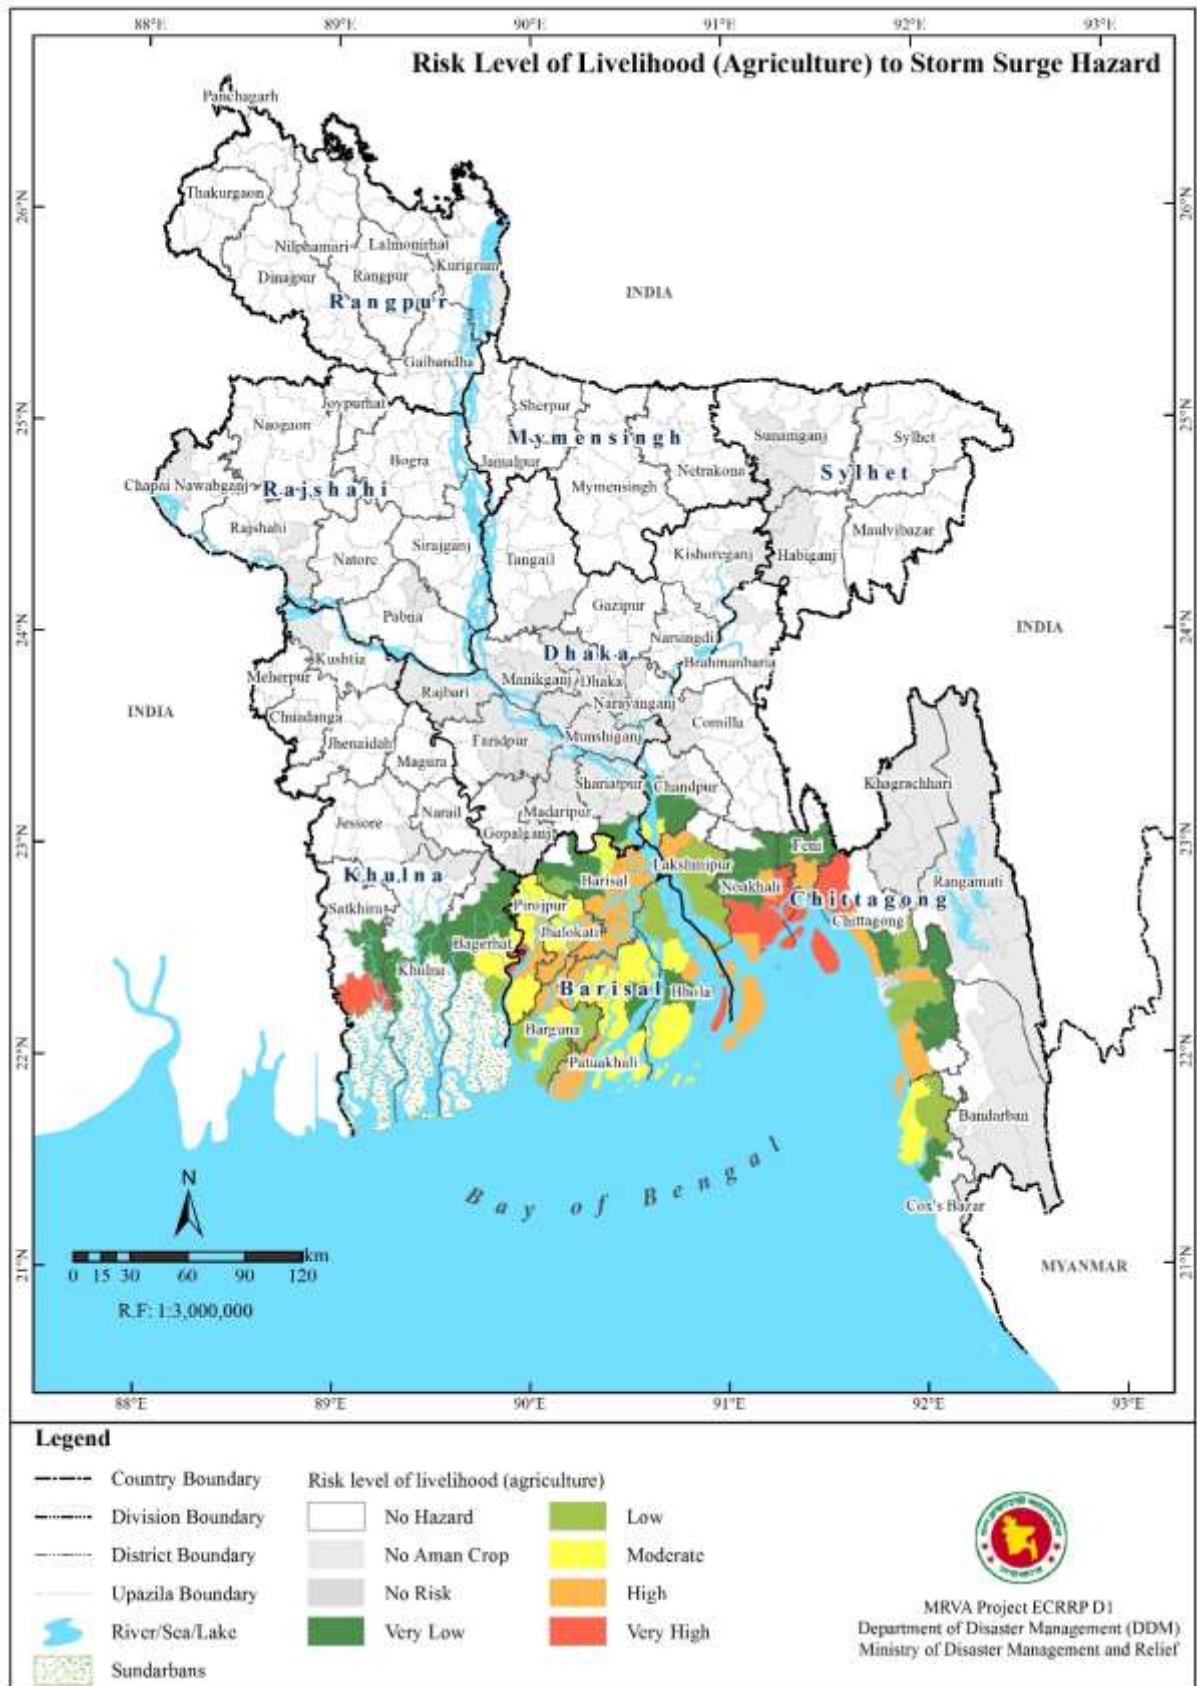 88°E 89°E 90°E 91°E 92°E 93°E
Risk Level of Livelihood (Agriculture) to Storm Surge Hazard
Panchagarh
26°N
26°N
Thakurgaon
Nilphamari
Lalmonirhat
Kurigram
Dinajpur
Rangpur
INDIA
Rangpur
Gaibandha
25°N
25°N
Joypurhat
Sherpur
Naogaon
Mymensingh
Sunamganj
Sylhet
Bogra
Jamalpur
Netrakona
Sylhet
Chapai Nawabganj
Rajshahi
Mymensingh
Rajshahi
Maulvibazar
Natore
Sirajganj
Tangail
Kishoreganj
Habiganj
Gazipur
Pabna
24°N
24°N
Narsingdi
INDIA
Dhaka
Kushtia
Brahmanbaria
Meherpur
Manikganj
Dhaka
Rajbari
Narayanganj
INDIA
Chuadanga
Comilla
Jhenaidah
Faridpur
Munshiganj
Magura
Khagrachhari
Shariatpur
Chandpur
Narail
Madaripur
Jessore
Gopalganj
23°N
23°N
Feni
Khulna
Lakshmipur
Barisal
Noakhali
Rangamati
Satkhira
Pirojpur
Chittagong
Chittagong
Jhalokati
Bagerhat
Khulna
Barisal
Bhola
Barguna
22°N
22°N
Patuakhali
Bandarban
Bay of Bengal
N
Cox's Bazar
km
0 15 30 60 90 120
21°N
21°N
MYANMAR
R.F: 1:3,000,000
88°E 89°E 90°E 91°E 92°E 93°E
Legend
Country Boundary
Division Boundary
District Boundary
Upazila Boundary
River/Sea/Lake
Sundarbans
Risk level of livelihood (agriculture)
No Hazard
No Aman Crop
No Risk
Very Low
Low
Moderate
High
Very High
MRVA Project ECRRP D1
Department of Disaster Management (DDM)
Ministry of Disaster Management and Relief